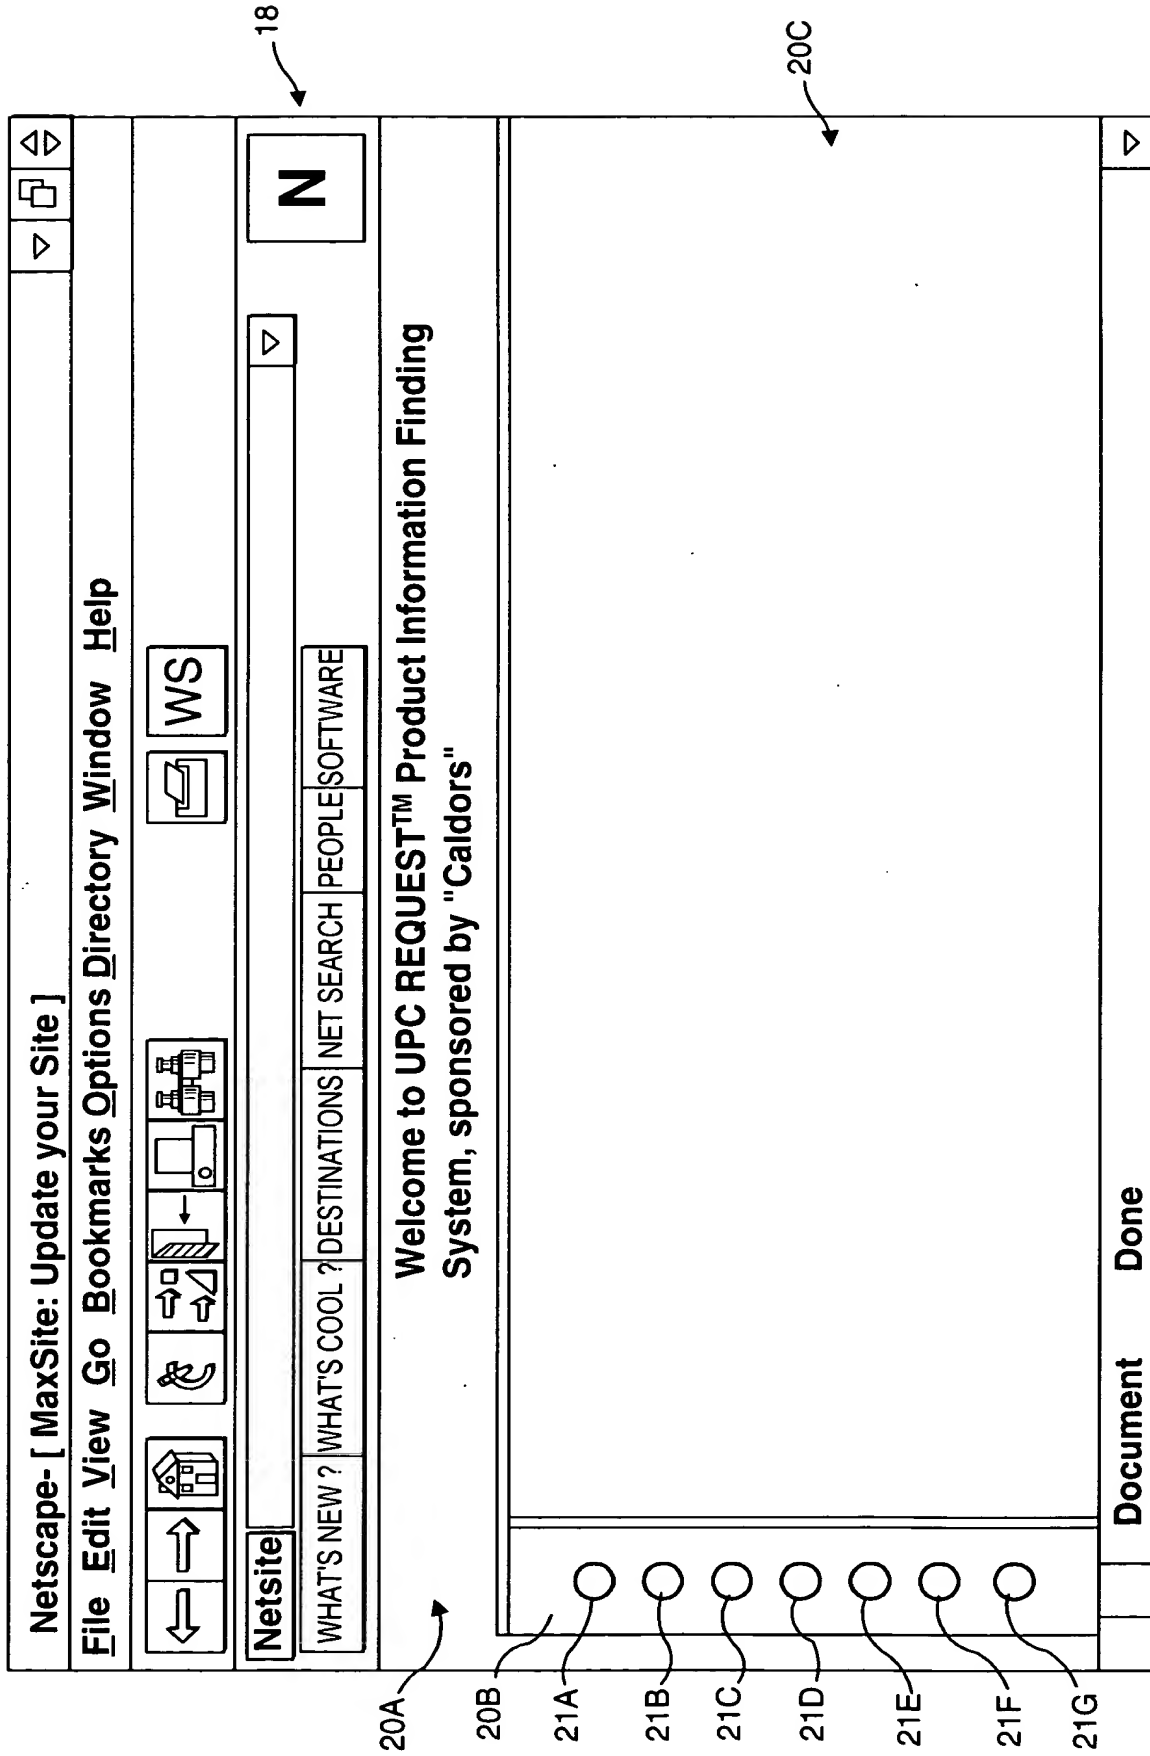 Netscape- [ MaxSite: Update your Site ]
File Edit View Go Bookmarks Options Directory Window Help
WS
Netsite
N
18
WHAT'S NEW ? WHAT'S COOL ? DESTINATIONS NET SEARCH PEOPLE SOFTWARE
20A
Welcome to UPC REQUEST™ Product Information Finding
System, sponsored by "Caldors"
20B
21A
21B
21C
21D
21E
21F
21G
20C
Document Done